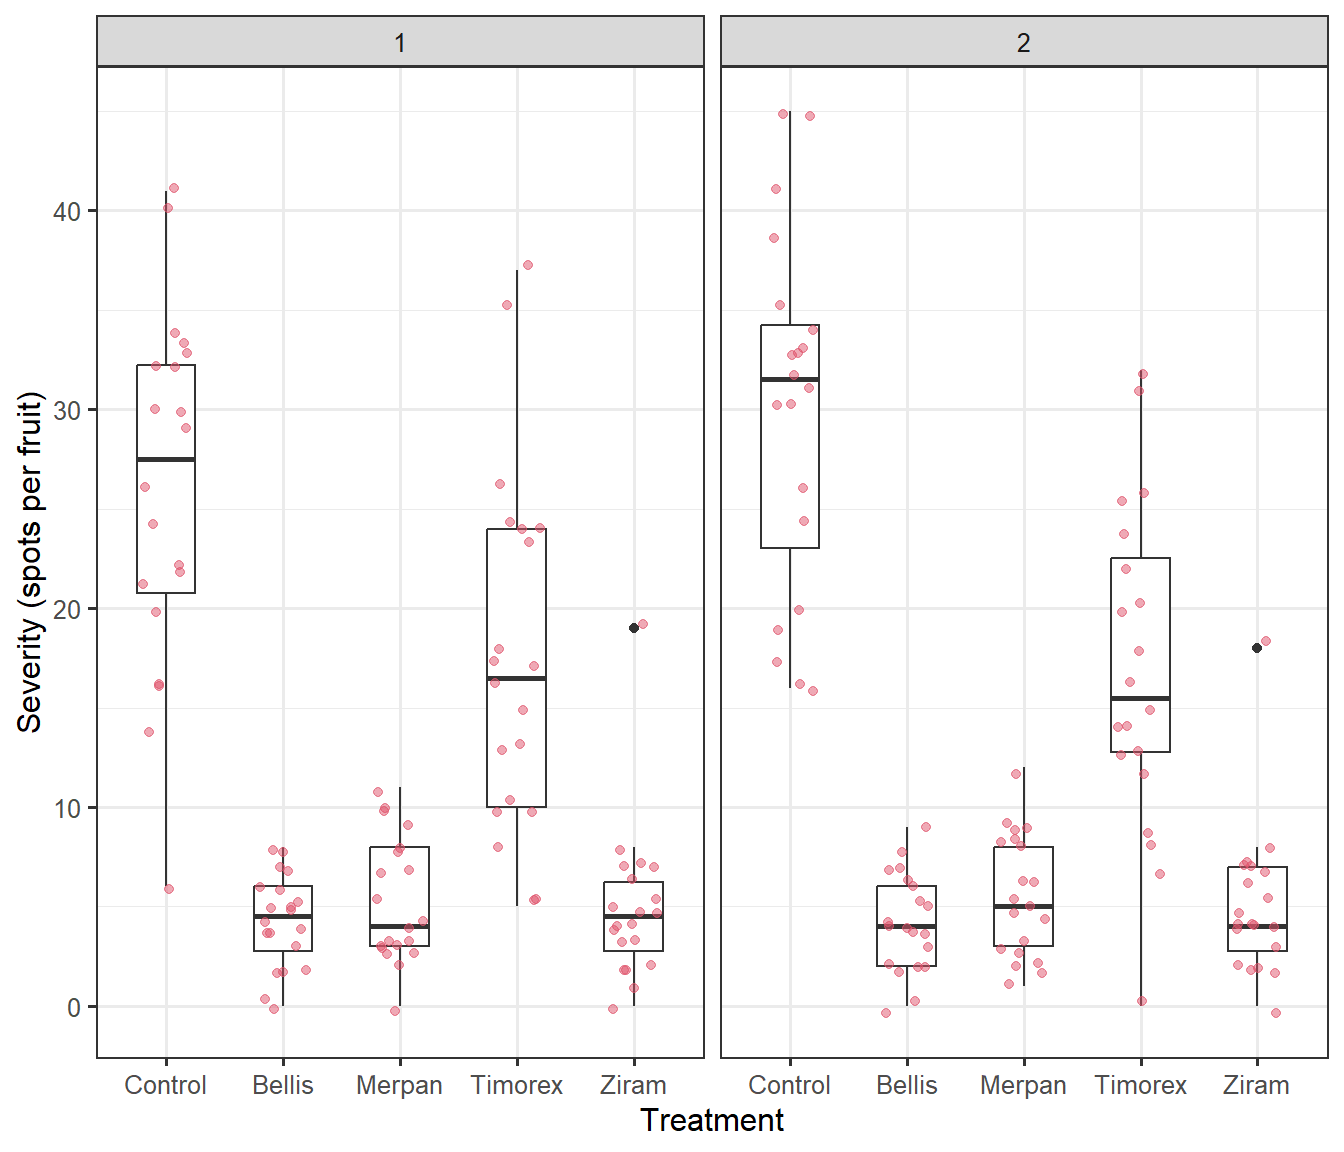 1 2
Severity (spots per fruit)
40
30
20
10
0
Control Bellis Merpan Timorex Ziram Control Bellis Merpan Timorex Ziram
Treatment